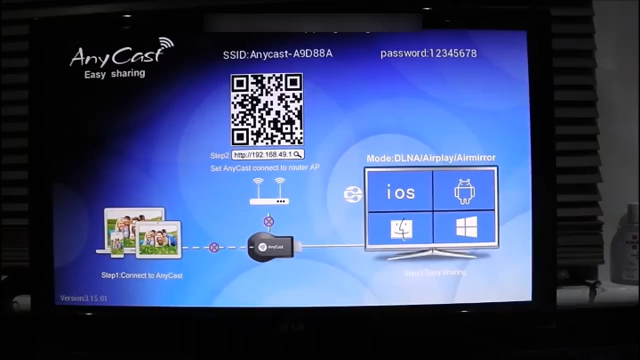 AnyCast
Easy sharing
SSID:Anycast-A9D88A
password:12345678
Step2: http://192.168.49.1
Set AnyCast connect to router AP
Mode:DLNA/Airplay/Airmirror
ios
AnyCast
Step1:Connect to AnyCast
Step3:Easy sharing
Version3.15.01
LG